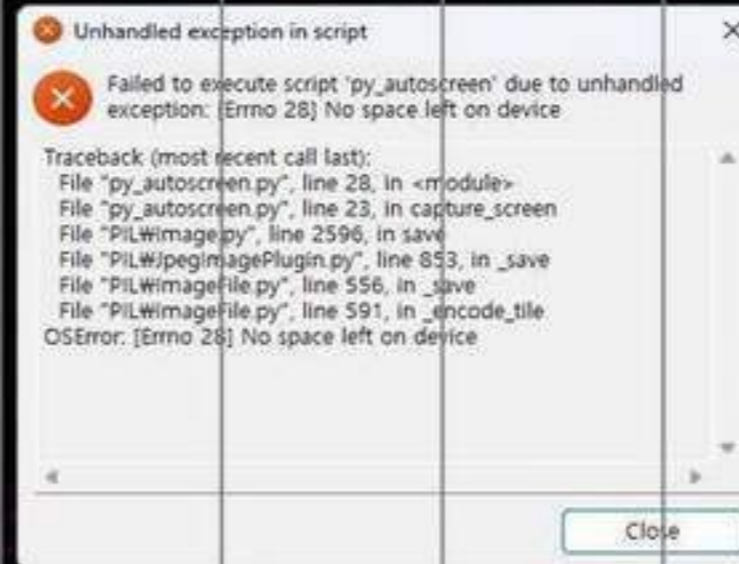 Unhandled exception in script
Failed to execute script 'py_autoscreen' due to unhandled
exception: [Errno 28] No space left on device
Traceback (most recent call last):
File "py_autoscreen.py", line 28, in <module>
File "py_autoscreen.py", line 23, in capture_screen
File "PIL₩Image.py", line 2596, in save
File "PIL₩JpegImagePlugin.py", line 853, in _save
File "PIL₩ImageFile.py", line 556, in _save
File "PIL₩ImageFile.py", line 591, in _encode_tile
OSError: [Errno 28] No space left on device
Close